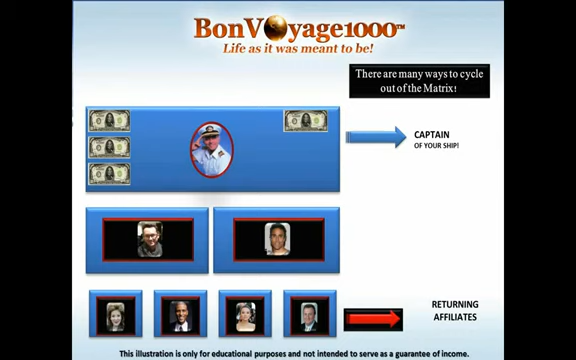 BonVoyage1000™
Life as it was meant to be!
There are many ways to cycle
out of the Matrix!
CAPTAIN
OF YOUR SHIP!
RETURNING
AFFILIATES
This illustration is only for educational purposes and not intended to serve as a guarantee of income.